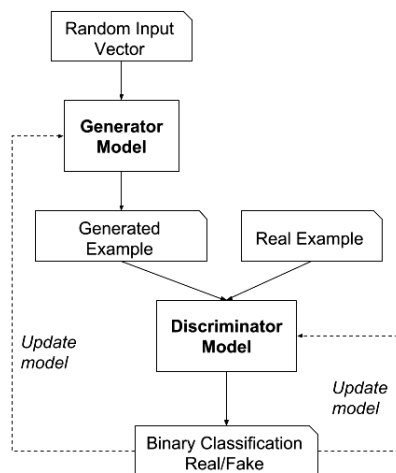 Random Input
Vector
Generator
Model
Generated
Example
Real Example
Discriminator
Model
Update
model
Update
model
Binary Classification
Real/Fake